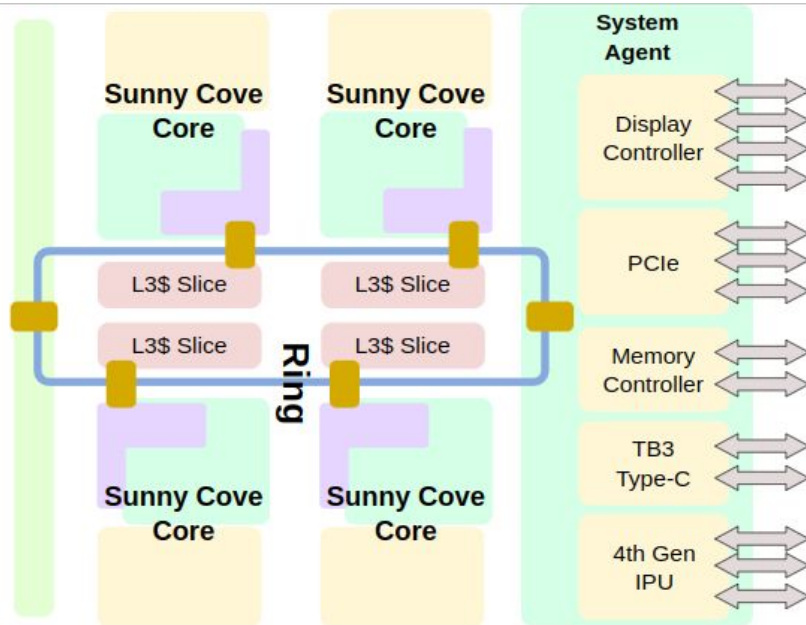 Sunny Cove
Core
Sunny Cove
Core
L3$ Slice
L3$ Slice
L3$ Slice
L3$ Slice
Ring
Sunny Cove
Core
Sunny Cove
Core
System
Agent
Display
Controller
PCIe
Memory
Controller
TB3
Type-C
4th Gen
IPU